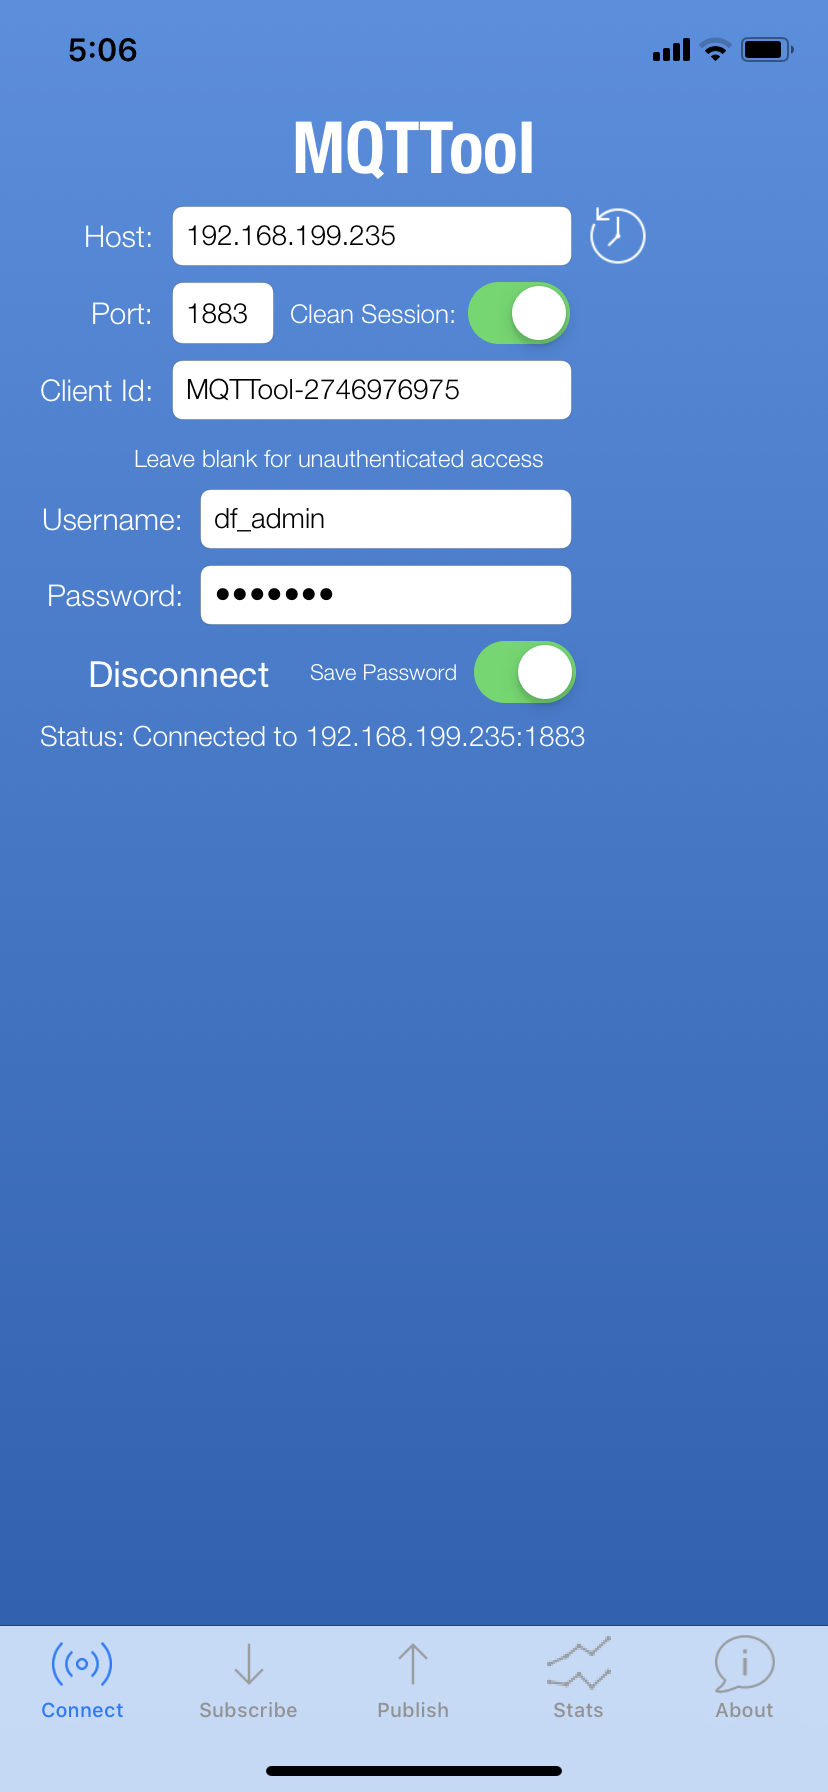 5:06
MQTTool
Host: 192.168.199.235
Port: 1883 Clean Session:
Client Id: MQTTool-2746976975
Leave blank for unauthenticated access
Username: df_admin
Password: •••••••
Disconnect Save Password
Status: Connected to 192.168.199.235:1883
Connect Subscribe Publish Stats About